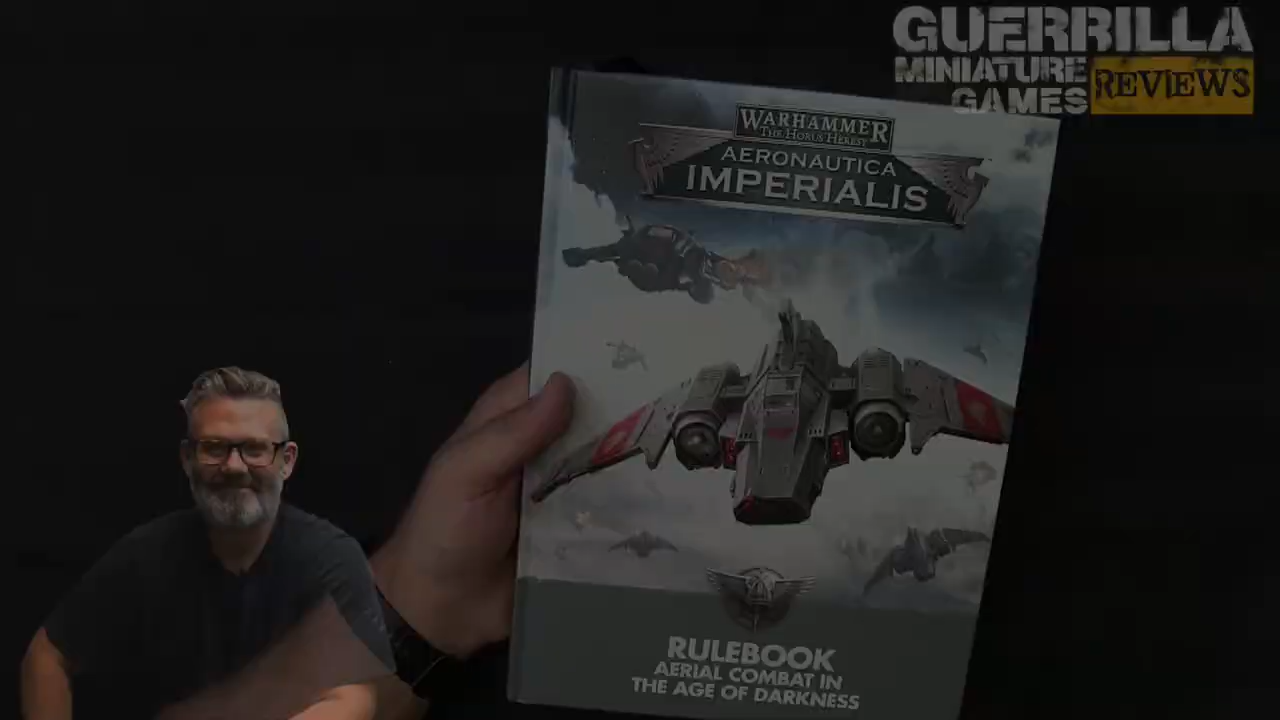 GUERRILLA
MINIATURE
GAMES
REVIEWS
WARHAMMER
THE HORUS HERESY
AERONAUTICA
IMPERIALIS
RULEBOOK
AERIAL COMBAT IN
THE AGE OF DARKNESS